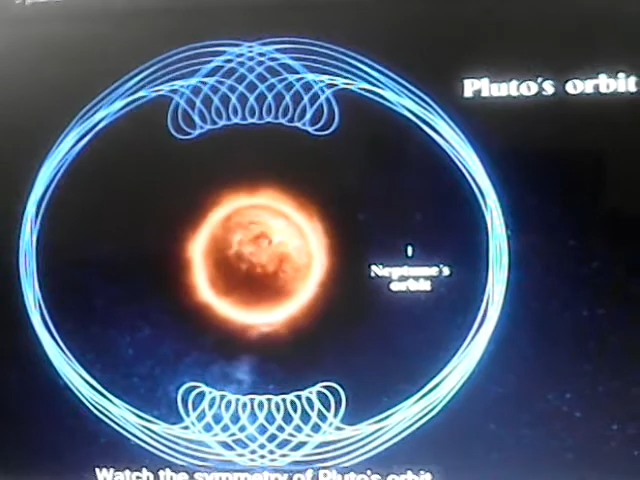 Pluto's orbit
Neptune's
orbit
Watch the symmetry of Pluto's orbit